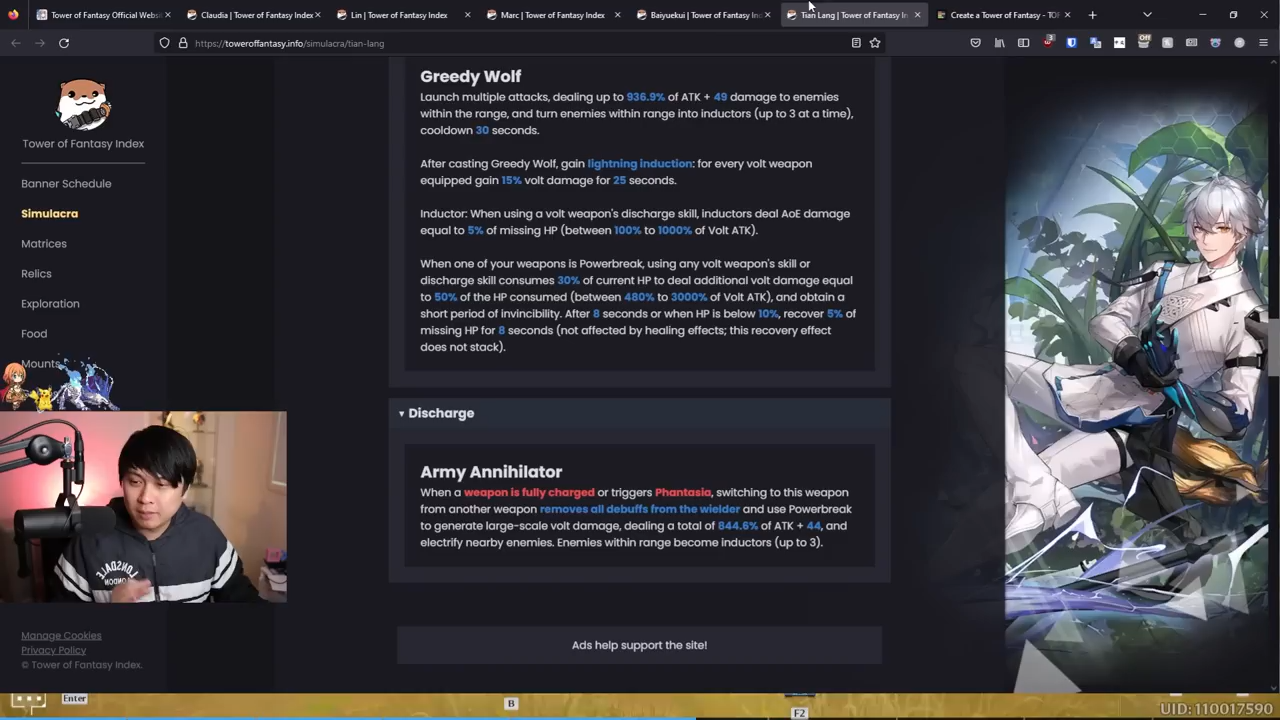 Tower of Fantasy Official Websi
Claudia | Tower of Fantasy Index
Lin | Tower of Fantasy Index
Marc | Tower of Fantasy Index
Baiyuekui | Tower of Fantasy Ind
Tian Lang | Tower of Fantasy In
Create a Tower of Fantasy - TOF
https://toweroffantasy.info/simulacra/tian-lang
3
Off
Tower of Fantasy Index
Banner Schedule
Simulacra
Matrices
Relics
Exploration
Food
Mounts
Greedy Wolf
Launch multiple attacks, dealing up to 936.9% of ATK + 49 damage to enemies
within the range, and turn enemies within range into inductors (up to 3 at a time),
cooldown 30 seconds.
After casting Greedy Wolf, gain lightning induction: for every volt weapon
equipped gain 15% volt damage for 25 seconds.
Inductor: When using a volt weapon's discharge skill, inductors deal AoE damage
equal to 5% of missing HP (between 100% to 1000% of Volt ATK).
When one of your weapons is Powerbreak, using any volt weapon's skill or
discharge skill consumes 30% of current HP to deal additional volt damage equal
to 50% of the HP consumed (between 480% to 3000% of Volt ATK), and obtain a
short period of invincibility. After 8 seconds or when HP is below 10%, recover 5% of
missing HP for 8 seconds (not affected by healing effects; this recovery effect
does not stack).
▾ Discharge
Army Annihilator
When a weapon is fully charged or triggers Phantasia, switching to this weapon
from another weapon removes all debuffs from the wielder and use Powerbreak
to generate large-scale volt damage, dealing a total of 844.6% of ATK + 44, and
electrify nearby enemies. Enemies within range become inductors (up to 3).
Ads help support the site!
LONSDALE
LONDON
Manage Cookies
Privacy Policy
© Tower of Fantasy Index.
Enter
B
F2
UID: 110017590